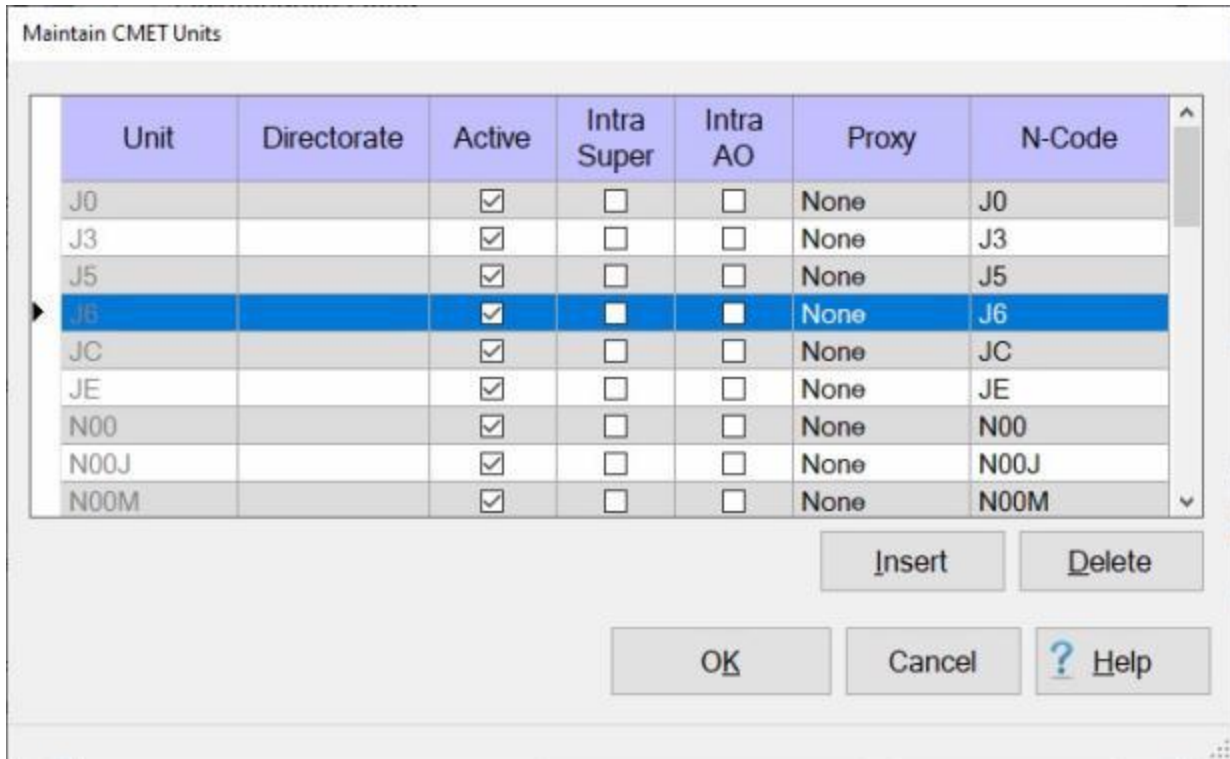 Maintain CMET Units
Unit Directorate Active Intra Super Intra AO Proxy N-Code
J0 None J0
J3 None J3
J5 None J5
J6 None J6
JC None JC
JE None JE
N00 None N00
N00J None N00J
N00M None N00M
Insert Delete
OK Cancel ? Help